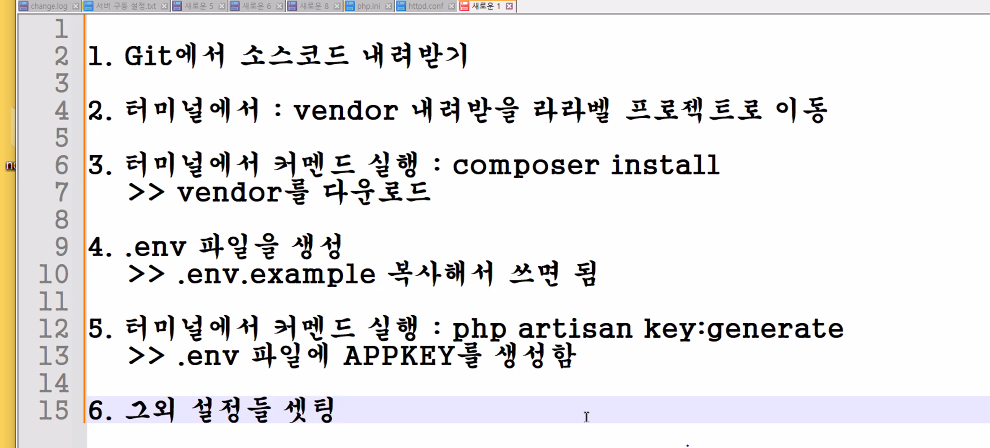 change.log 서버 구동 설정.txt 새로운 5 새로운 6 새로운 8 php.ini httpd.conf 새로운 1
1
2 1. Git에서 소스코드 내려받기
3
4 2. 터미널에서 : vendor 내려받을 라라벨 프로젝트로 이동
5
6 3. 터미널에서 커멘드 실행 : composer install
7 >> vendor를 다운로드
8
9 4. .env 파일을 생성
10 >> .env.example 복사해서 쓰면 됨
11
12 5. 터미널에서 커멘드 실행 : php artisan key:generate
13 >> .env 파일에 APPKEY를 생성함
14
15 6. 그외 설정들 셋팅